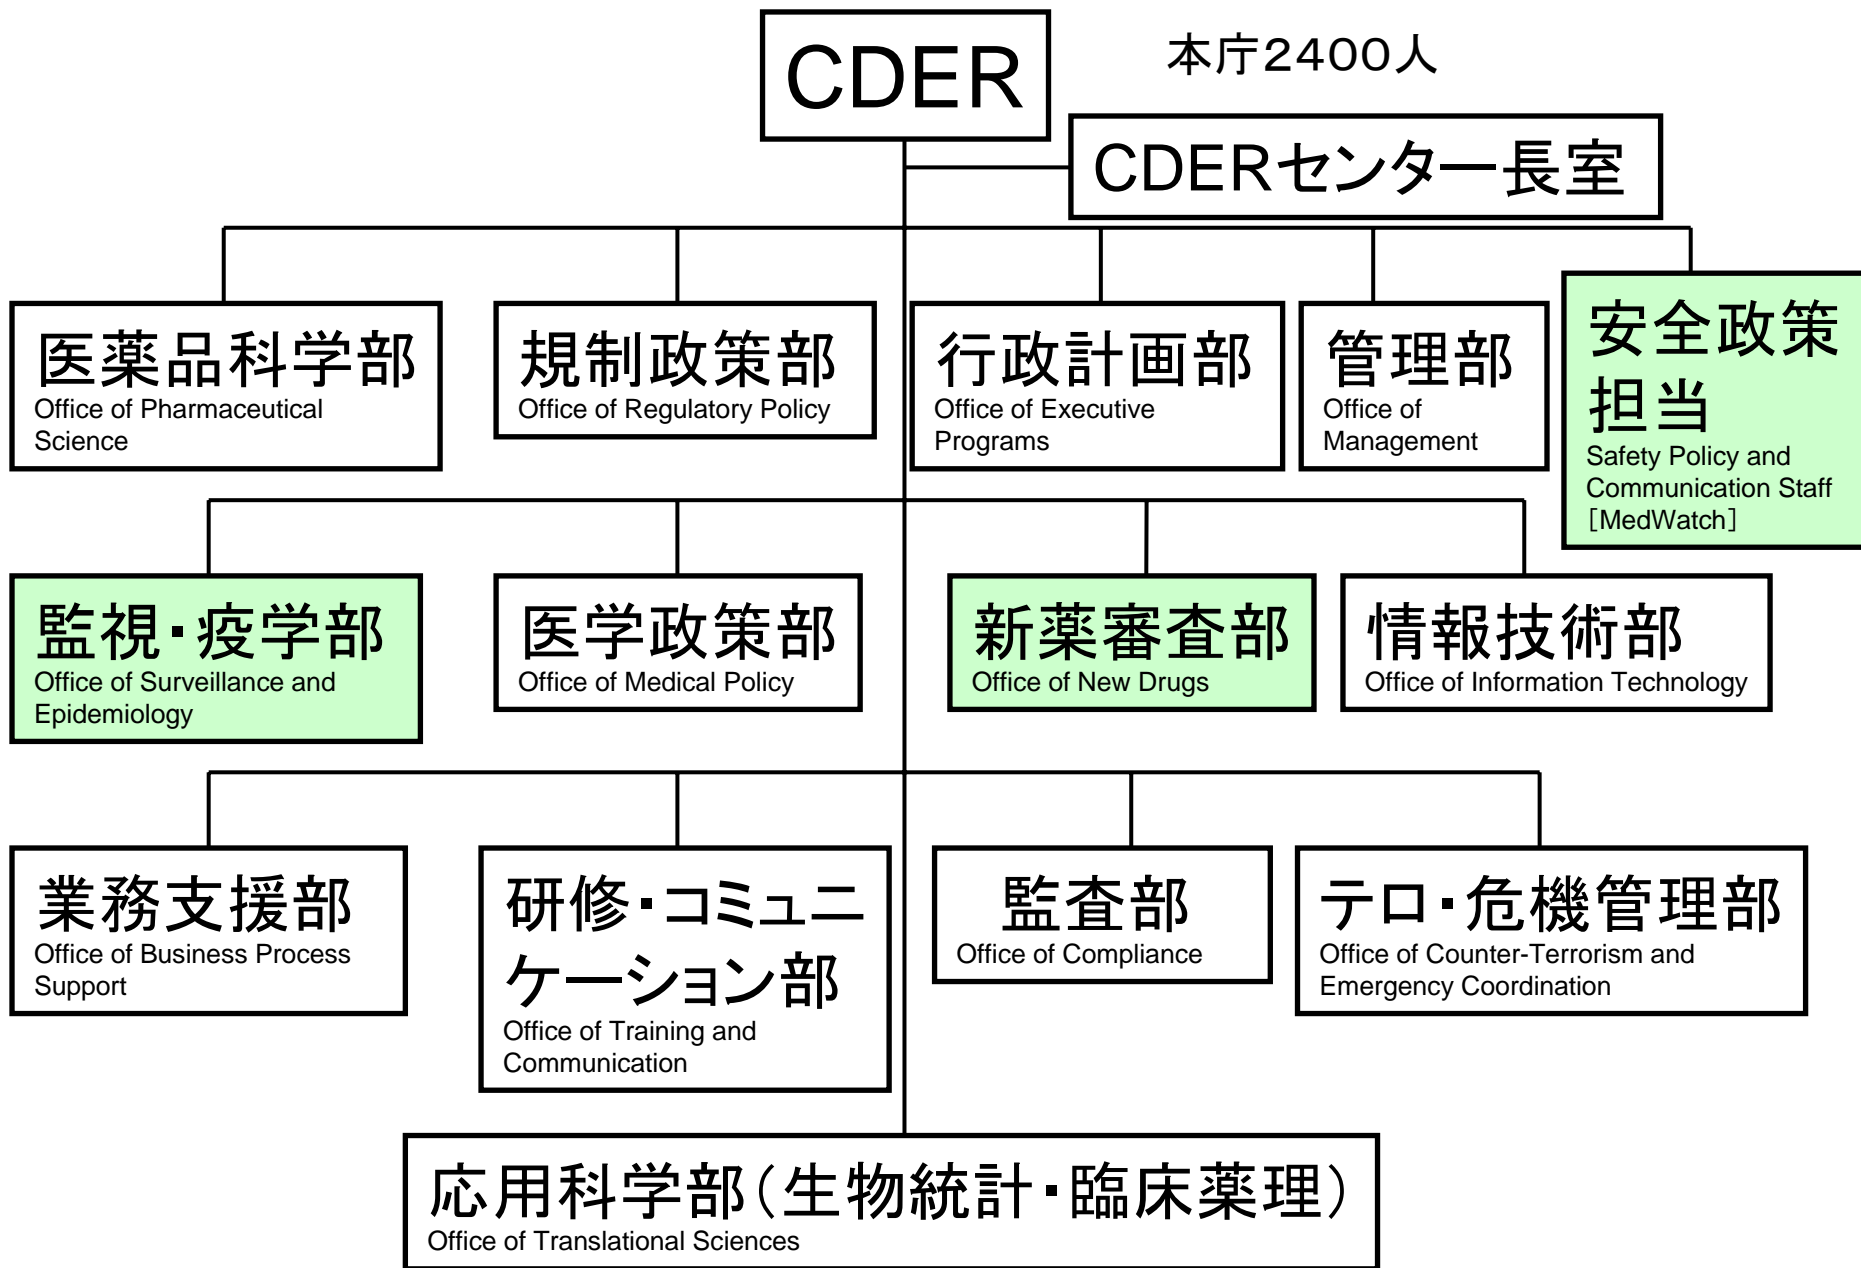 CDER
本庁2400人
CDERセンター長室
医薬品科学部
Office of Pharmaceutical
Science
規制政策部
Office of Regulatory Policy
行政計画部
Office of Executive
Programs
管理部
Office of
Management
安全政策
担当
Safety Policy and
Communication Staff
［MedWatch］
監視・疫学部
Office of Surveillance and
Epidemiology
医学政策部
Office of Medical Policy
新薬審査部
Office of New Drugs
情報技術部
Office of Information Technology
業務支援部
Office of Business Process
Support
研修・コミュニ
ケーション部
Office of Training and
Communication
監査部
Office of Compliance
テロ・危機管理部
Office of Counter-Terrorism and
Emergency Coordination
応用科学部（生物統計・臨床薬理）
Office of Translational Sciences